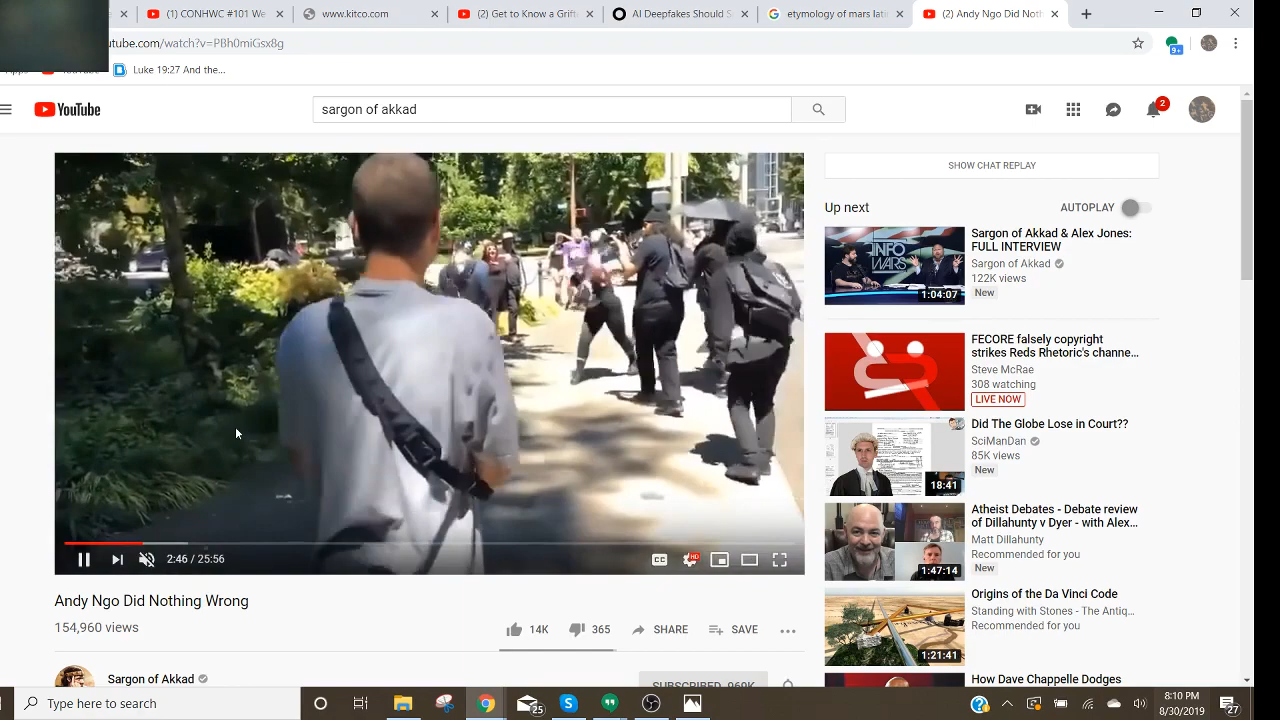 (1) CONHWC #101 We
www.kitco.com
(2) Get to Know a Grift
AI Deepfakes Should S
etymology of mars lati
(2) Andy Ngo Did Noth
utube.com/watch?v=PBh0miGsx8g
9+
Luke 19:27 And the...
YouTube
sargon of akkad
2
SHOW CHAT REPLAY
Up next
AUTOPLAY
Sargon of Akkad & Alex Jones:
FULL INTERVIEW
Sargon of Akkad
122K views
New
INFO
WARS
1:04:07
FECORE falsely copyright
strikes Reds Rhetoric's channe...
Steve McRae
308 watching
LIVE NOW
Did The Globe Lose in Court??
SciManDan
85K views
New
18:41
Atheist Debates - Debate review
of Dillahunty v Dyer - with Alex...
Matt Dillahunty
Recommended for you
New
1:47:14
Origins of the Da Vinci Code
Standing with Stones - The Antiq...
Recommended for you
1:21:41
How Dave Chappelle Dodges
2:46 / 25:56
CC
HD
Andy Ngo Did Nothing Wrong
154,960 views
14K
365
SHARE
SAVE
Sargon of Akkad
SUBSCRIBED 969K
Type here to search
25
8:10 PM
8/30/2019
27